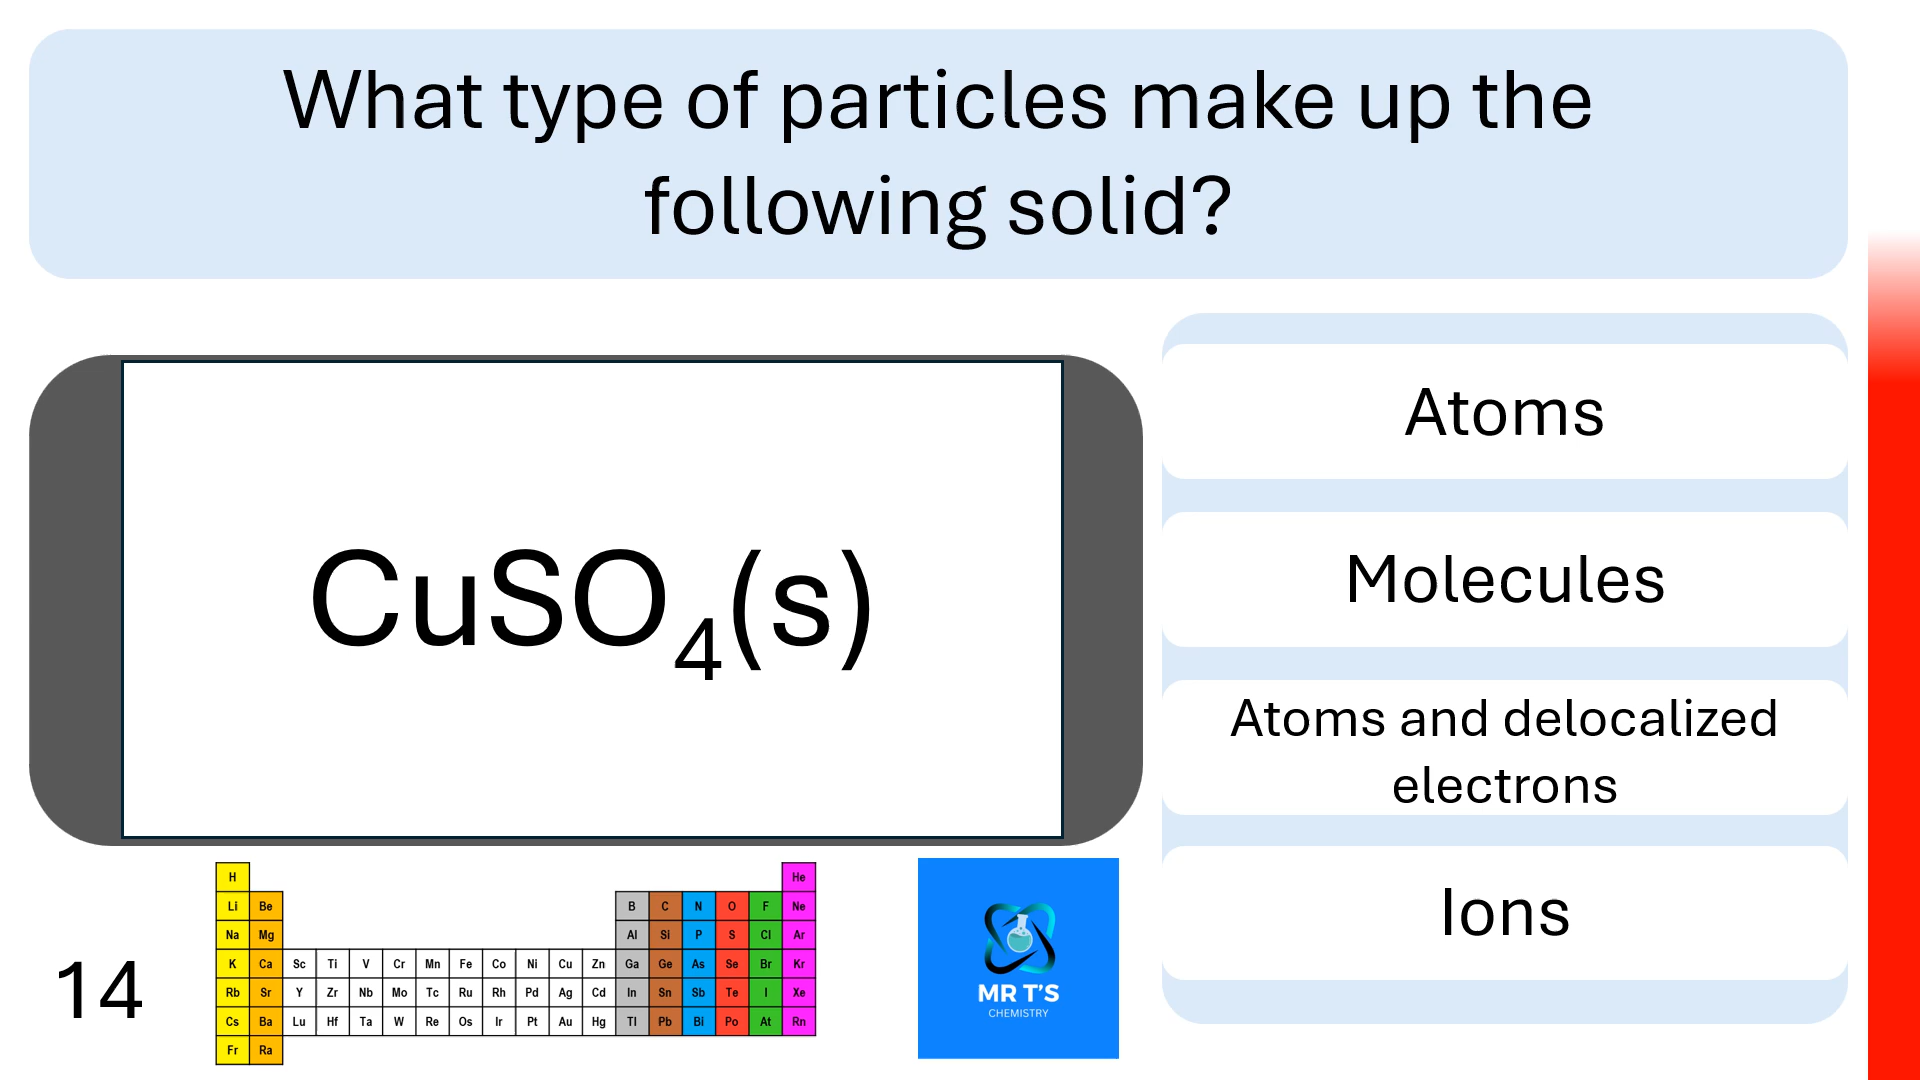 What type of particles make up the
following solid?
CuSO₄(s)
Atoms
Molecules
Atoms and delocalized
electrons
Ions
14
H He
Li Be B C N O F Ne
Na Mg Al Si P S Cl Ar
K Ca Sc Ti V Cr Mn Fe Co Ni Cu Zn Ga Ge As Se Br Kr
Rb Sr Y Zr Nb Mo Tc Ru Rh Pd Ag Cd In Sn Sb Te I Xe
Cs Ba Lu Hf Ta W Re Os Ir Pt Au Hg Tl Pb Bi Po At Rn
Fr Ra
MR T'S
CHEMISTRY